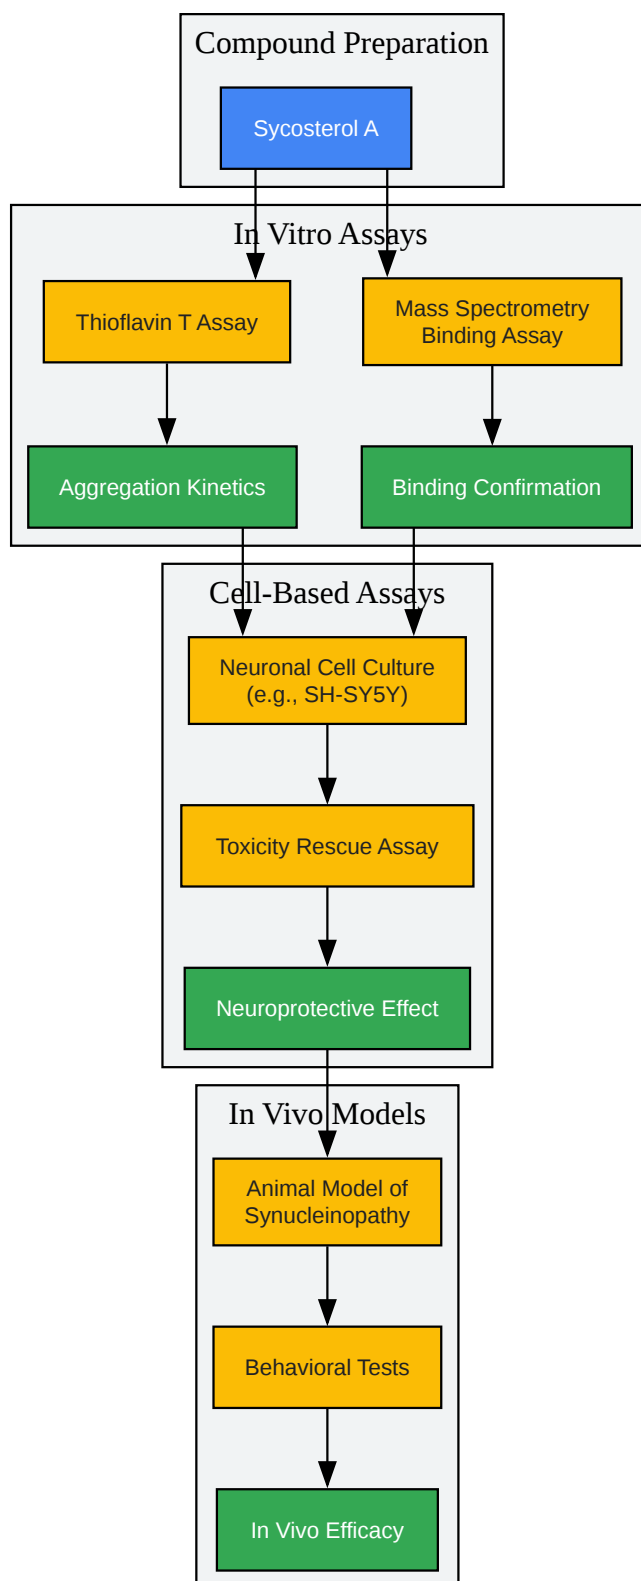 Compound Preparation
Sycosterol A
In Vitro Assays
Thioflavin T Assay
Mass Spectrometry
Binding Assay
Aggregation Kinetics
Binding Confirmation
Cell-Based Assays
Neuronal Cell Culture
(e.g., SH-SY5Y)
Toxicity Rescue Assay
Neuroprotective Effect
In Vivo Models
Animal Model of
Synucleinopathy
Behavioral Tests
In Vivo Efficacy